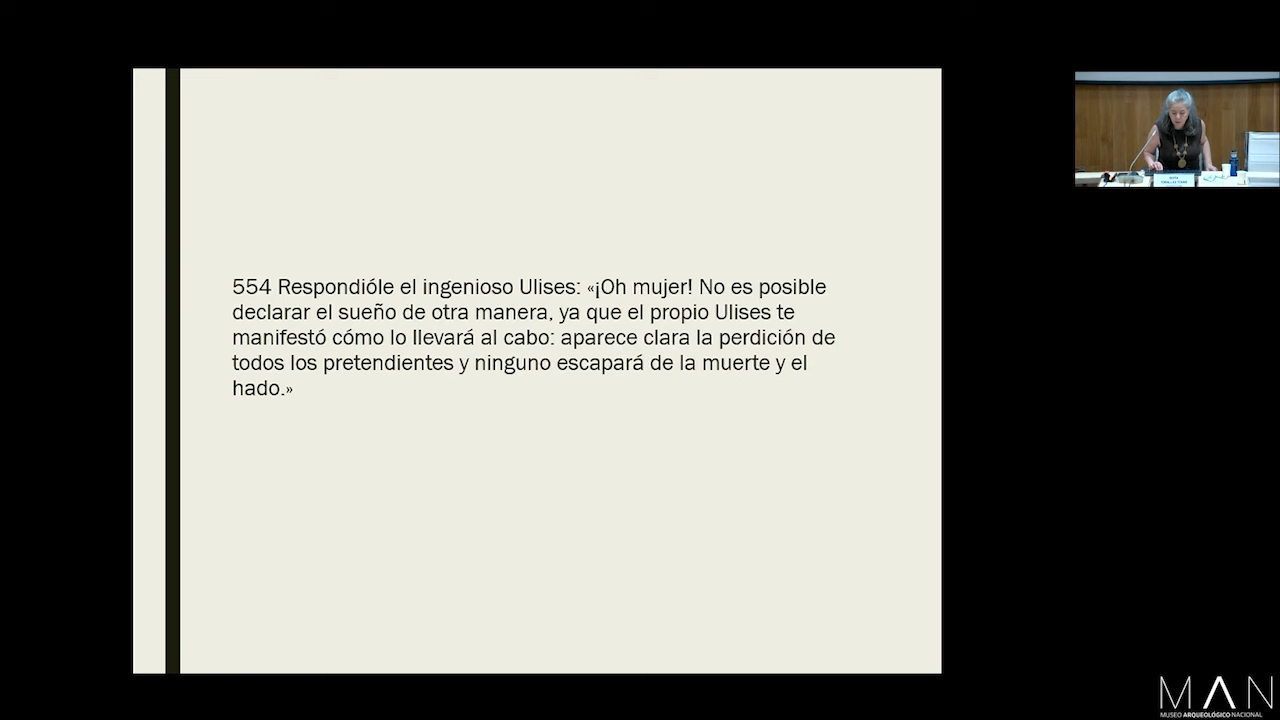 554 Respondióle el ingenioso Ulises: «¡Oh mujer! No es posible
declarar el sueño de otra manera, ya que el propio Ulises te
manifestó cómo lo llevará al cabo: aparece clara la perdición de
todos los pretendientes y ninguno escapará de la muerte y el
hado.»
MAN
MUSEO ARQUEOLÓGICO NACIONAL